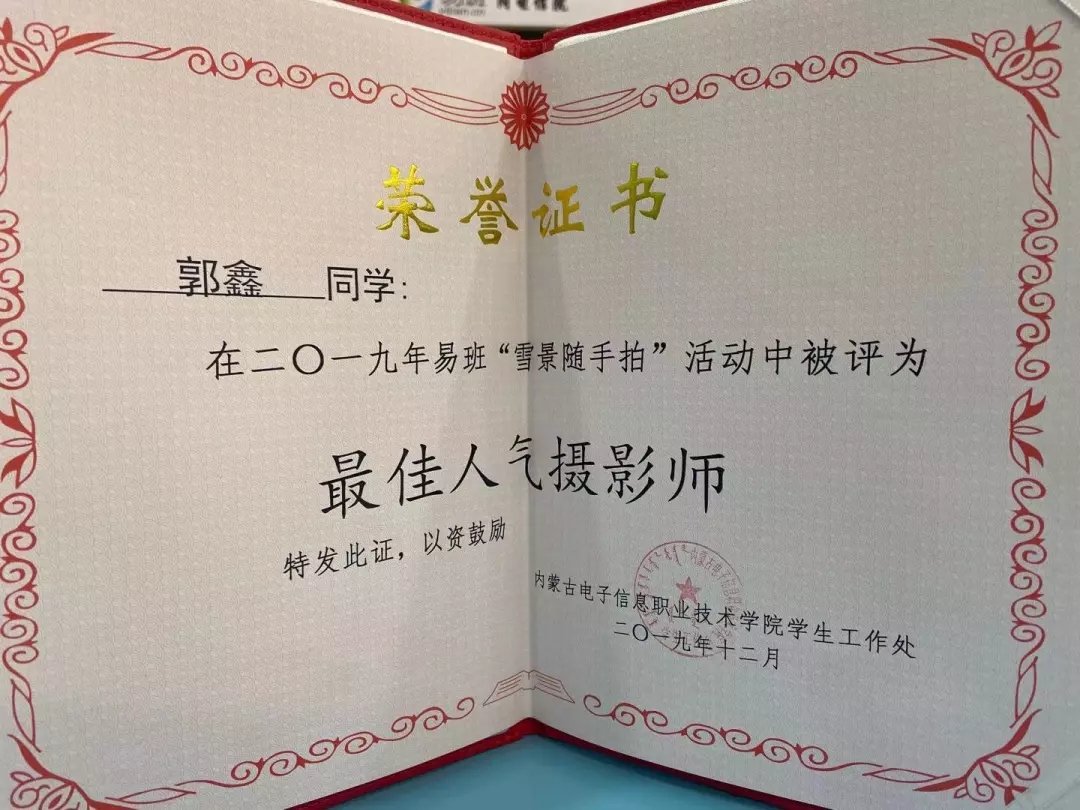 荣誉证书
郭鑫 同学：
在二〇一九年易班“雪景随手拍”活动中被评为
最佳人气摄影师
特发此证，以资鼓励
内蒙古电子信息职业技术学院学生工作处
二〇一九年十二月